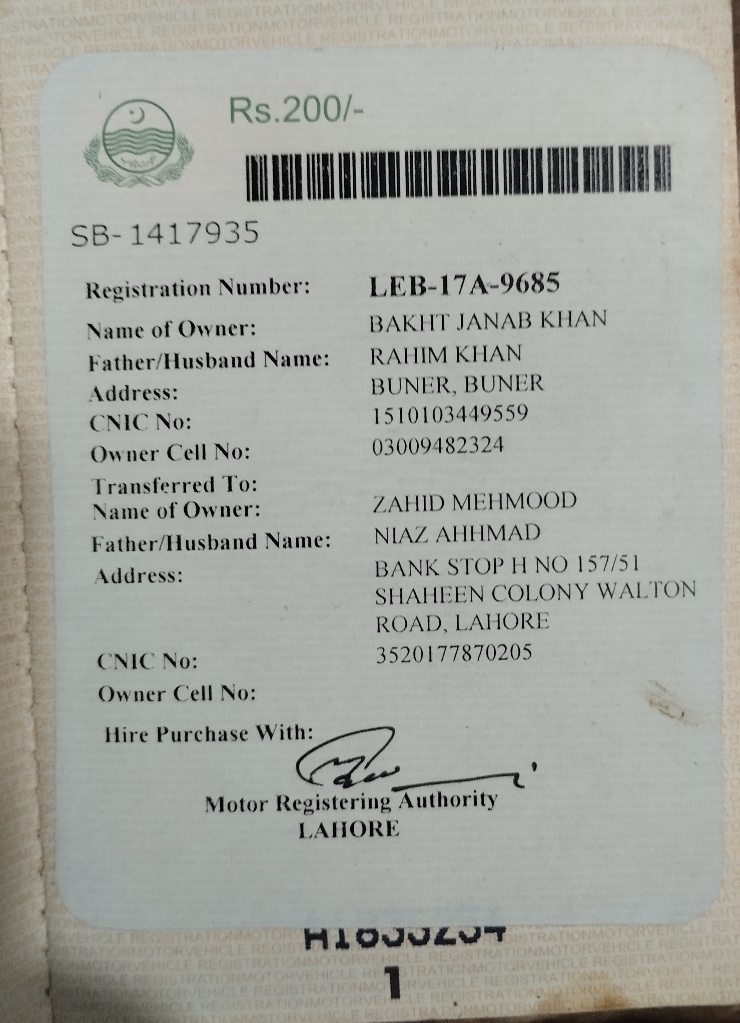 Rs.200/-
SB-1417935
Registration Number: LEB-17A-9685
Name of Owner: BAKHT JANAB KHAN
Father/Husband Name: RAHIM KHAN
Address: BUNER, BUNER
CNIC No: 1510103449559
Owner Cell No: 03009482324
Transferred To:
Name of Owner: ZAHID MEHMOOD
Father/Husband Name: NIAZ AHHMAD
Address: BANK STOP H NO 157/51
SHAHEEN COLONY WALTON
ROAD, LAHORE
CNIC No: 3520177870205
Owner Cell No:
Hire Purchase With:
Motor Registering Authority
LAHORE
1